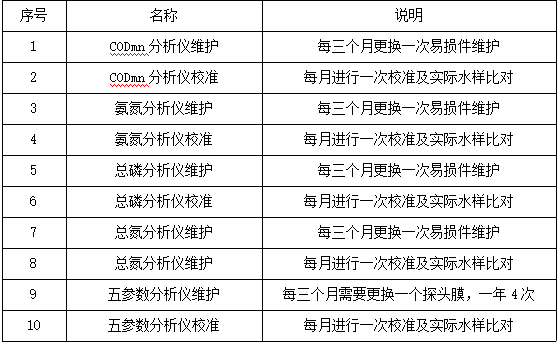 序号 名称 说明
1 CODmn分析仪维护 每三个月更换一次易损件维护
2 CODmn分析仪校准 每月进行一次校准及实际水样比对
3 氨氮分析仪维护 每三个月更换一次易损件维护
4 氨氮分析仪校准 每月进行一次校准及实际水样比对
5 总磷分析仪维护 每三个月更换一次易损件维护
6 总磷分析仪校准 每月进行一次校准及实际水样比对
7 总氮分析仪维护 每三个月更换一次易损件维护
8 总氮分析仪维护 每月进行一次校准及实际水样比对
9 五参数分析仪维护 每三个月需要更换一个探头膜，一年4次
10 五参数分析仪校准 每月进行一次校准及实际水样比对